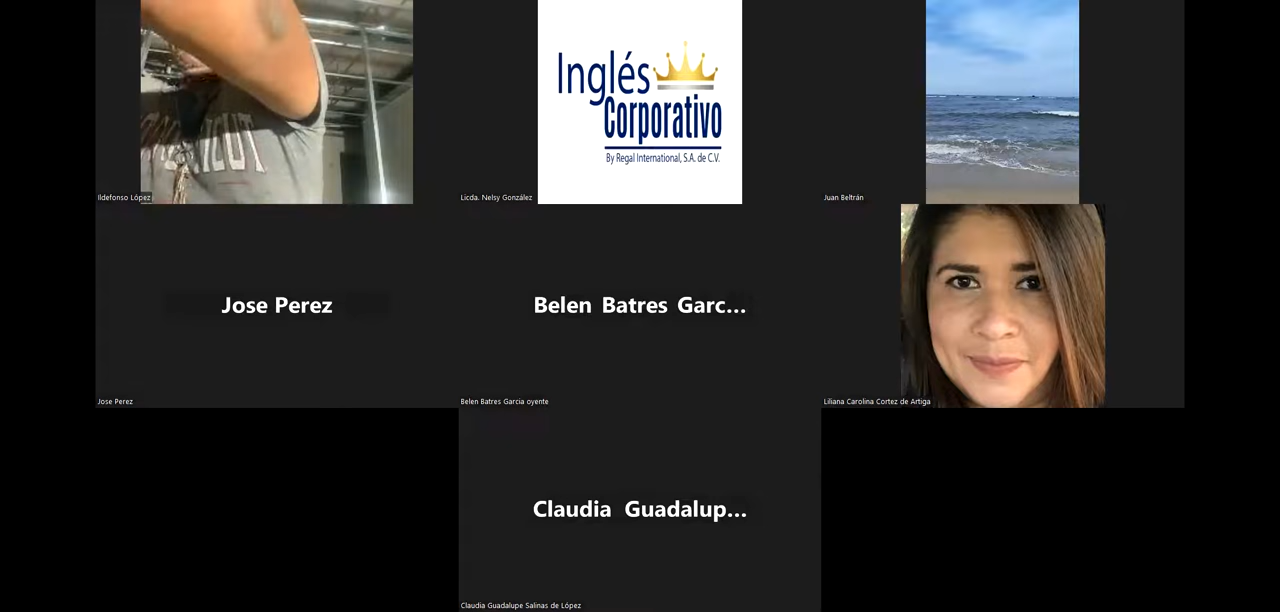 Inglés
Corporativo
By Regal International, S.A. de C.V.
Ildefonso López
Licda. Nelsy González
Juan Beltrán
Jose Perez
Belen Batres Garc...
Jose Perez
Belen Batres Garcia oyente
Liliana Carolina Cortez de Artiga
Claudia Guadalup...
Claudia Guadalupe Salinas de López